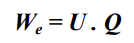 Wₑ = U . Q